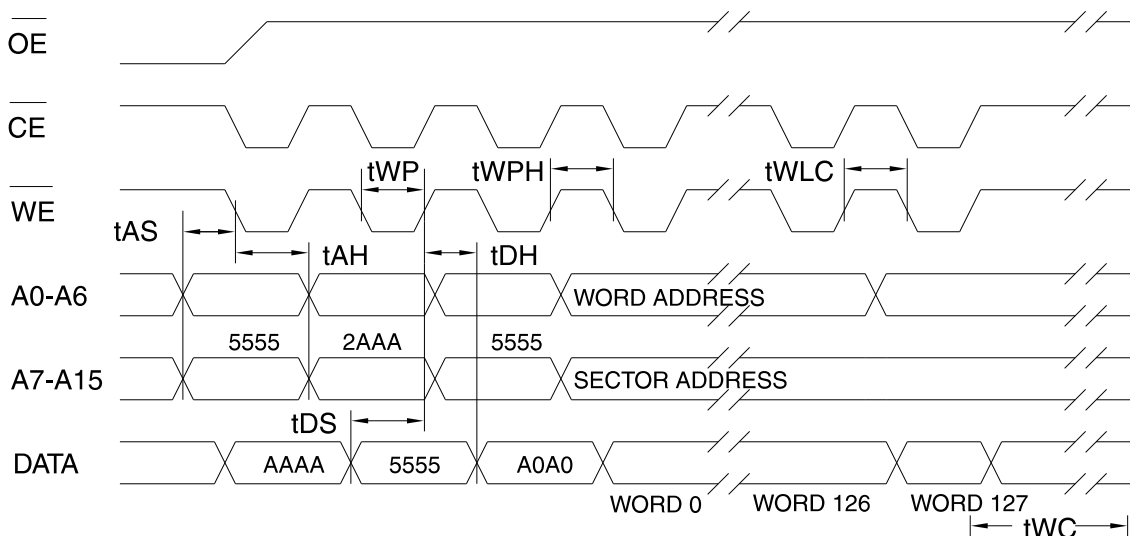 OE
CE
tWP tWPH tWLC
WE
tAS
tAH tDH
A0-A6 WORD ADDRESS
5555 2AAA 5555
A7-A15 SECTOR ADDRESS
tDS
DATA AAAA 5555 A0A0
WORD 0 WORD 126 WORD 127
tWC